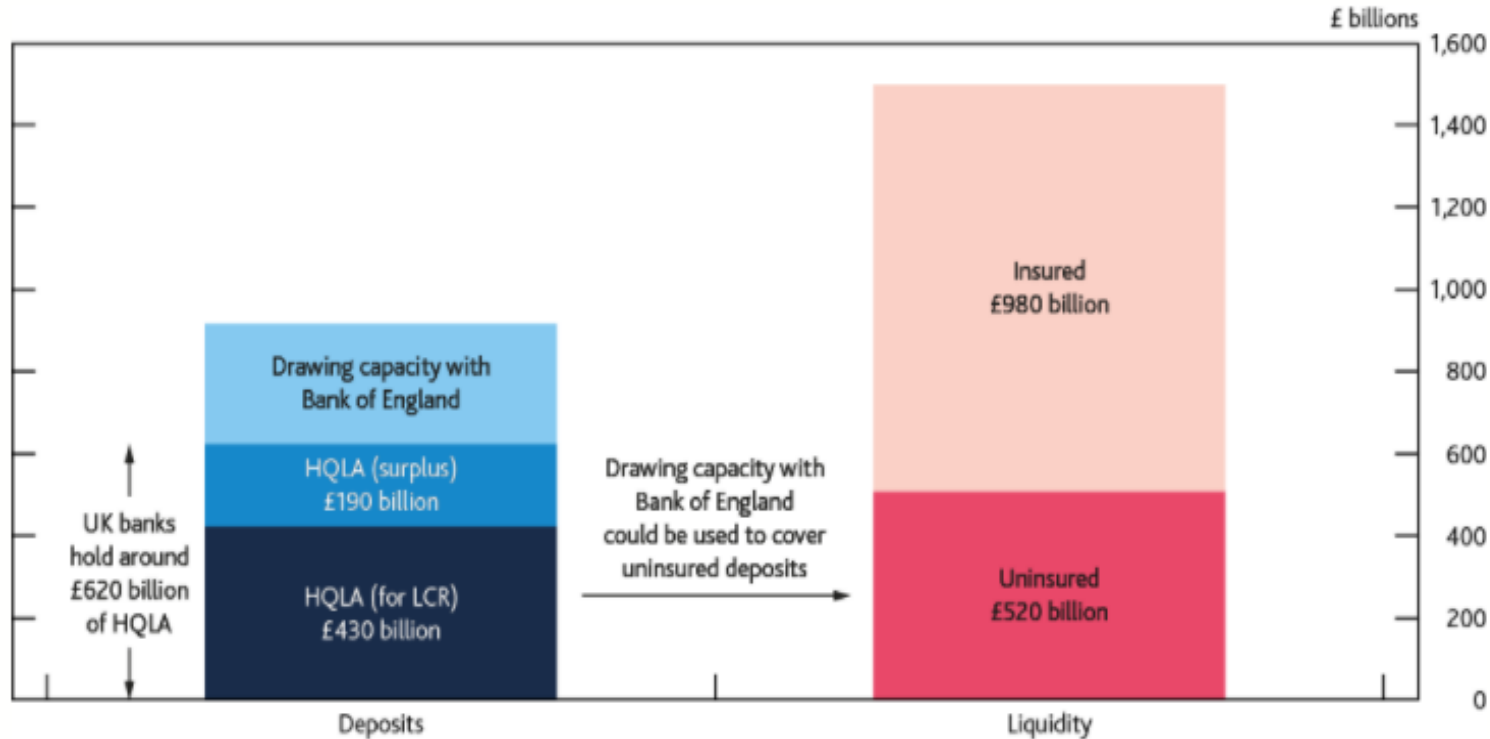 £ billions
1,600
1,400
1,200
1,000
800
600
400
200
0
Drawing capacity with
Bank of England
HQLA (surplus)
£190 billion
HQLA (for LCR)
£430 billion
UK banks
hold around
£620 billion
of HQLA
Drawing capacity with
Bank of England
could be used to cover
uninsured deposits
Insured
£980 billion
Uninsured
£520 billion
Deposits
Liquidity